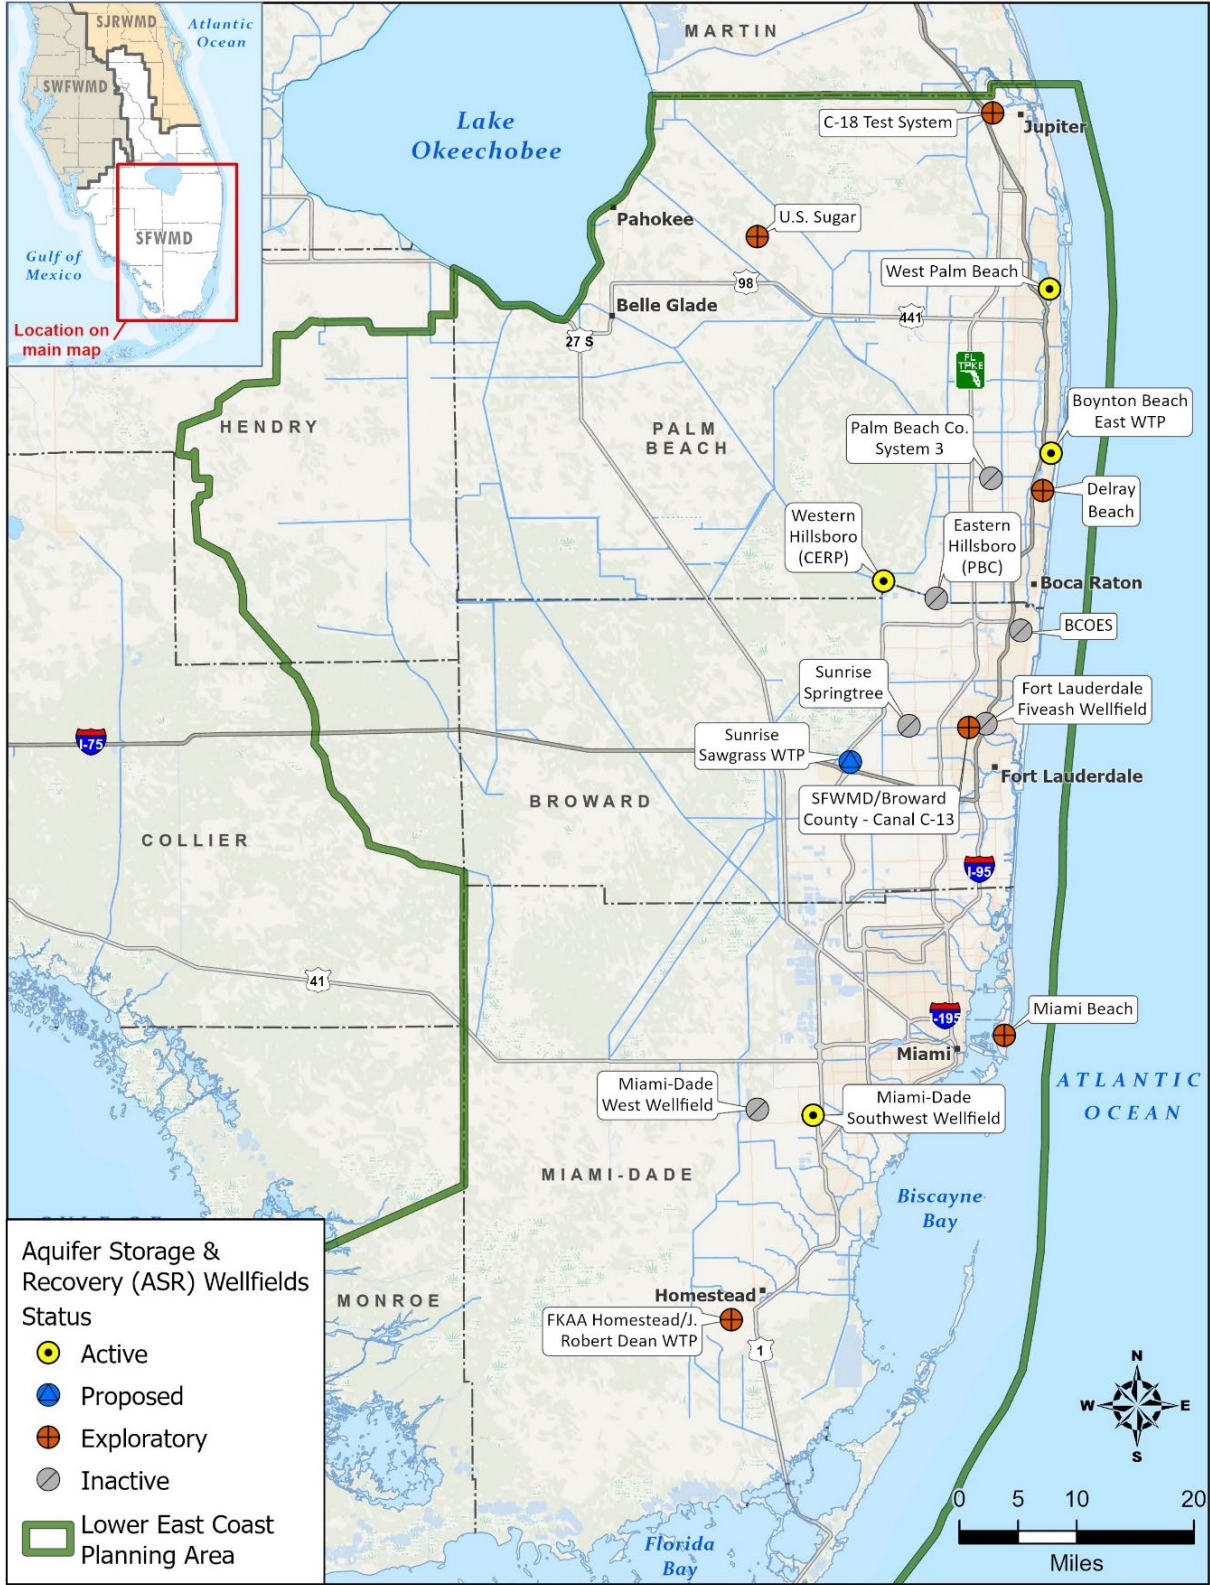 SJRWMD
Atlantic
Ocean
SWFWMD
SFWMD
Gulf of
Mexico
Location on
main map
MARTIN
Lake
Okeechobee
C-18 Test System
Jupiter
Pahokee
U.S. Sugar
West Palm Beach
98
Belle Glade
441
27 S
FL
TPKE
HENDRY
PALM
BEACH
Boynton Beach
East WTP
Palm Beach Co.
System 3
Delray
Beach
Western
Hillsboro
(CERP)
Eastern
Hillsboro
(PBC)
Boca Raton
BCOES
Sunrise
Springtree
Fort Lauderdale
Fiveash Wellfield
I-75
Sunrise
Sawgrass WTP
Fort Lauderdale
BROWARD
SFWMD/Broward
County - Canal C-13
COLLIER
I-95
41
I-195
Miami Beach
Miami
ATLANTIC
OCEAN
Miami-Dade
West Wellfield
Miami-Dade
Southwest Wellfield
MIAMI-DADE
Biscayne
Bay
Homestead
MONROE
FKAA Homestead/J.
Robert Dean WTP
1
Florida
Bay
Aquifer Storage &
Recovery (ASR) Wellfields
Status
Active
Proposed
Exploratory
Inactive
Lower East Coast
Planning Area
N
W
E
S
0 5 10 20
Miles